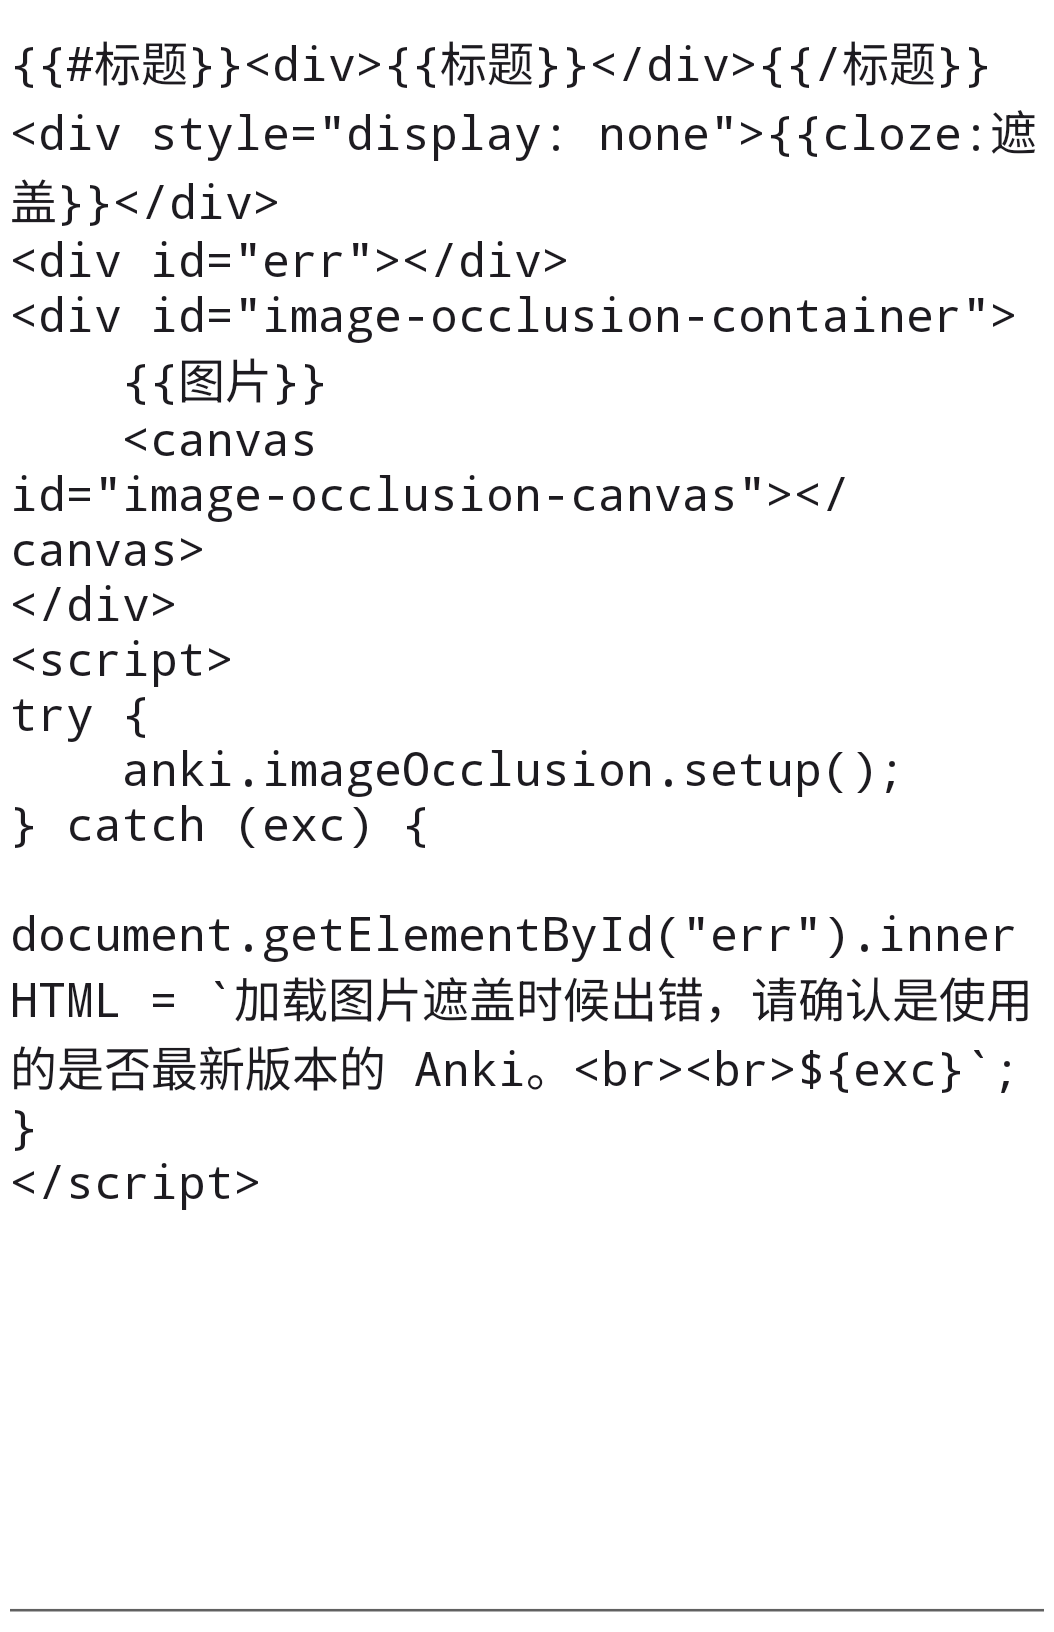 {{#标题}}<div>{{标题}}</div>{{/标题}}
<div style="display: none">{{cloze:遮
盖}}</div>
<div id="err"></div>
<div id="image-occlusion-container">
    {{图片}}
    <canvas
id="image-occlusion-canvas"></
canvas>
</div>
<script>
try {
    anki.imageOcclusion.setup();
} catch (exc) {

document.getElementById("err").inner
HTML = `加载图片遮盖时候出错，请确认是使用
的是否最新版本的 Anki。<br><br>${exc}`;
}
</script>